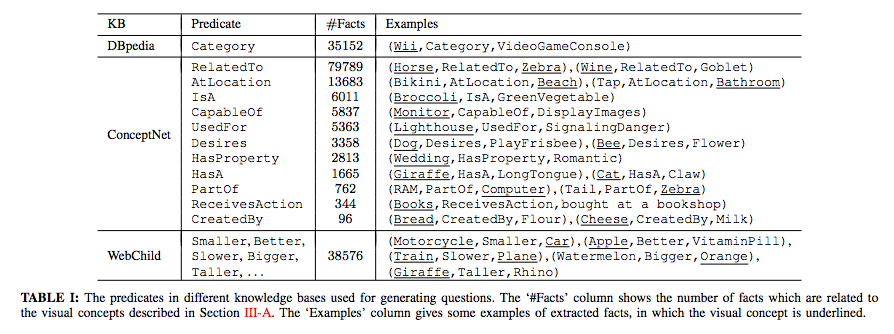 KB Predicate #Facts Examples
DBpedia Category 35152 (Wii,Category,VideoGameConsole)
RelatedTo 79789 (Horse,RelatedTo,Zebra),(Wine,RelatedTo,Goblet)
AtLocation 13683 (Bikini,AtLocation,Beach),(Tap,AtLocation,Bathroom)
IsA 6011 (Broccoli,IsA,GreenVegetable)
CapableOf 5837 (Monitor,CapableOf,DisplayImages)
UsedFor 5363 (Lighthouse,UsedFor,SignalingDanger)
ConceptNet Desires 3358 (Dog,Desires,PlayFrisbee),(Bee,Desires,Flower)
HasProperty 2813 (Wedding,HasProperty,Romantic)
HasA 1665 (Giraffe,HasA,LongTongue),(Cat,HasA,Claw)
PartOf 762 (RAM,PartOf,Computer),(Tail,PartOf,Zebra)
ReceivesAction 344 (Books,ReceivesAction,bought at a bookshop)
CreatedBy 96 (Bread,CreatedBy,Flour),(Cheese,CreatedBy,Milk)
Smaller,Better, (Motorcycle,Smaller,Car),(Apple,Better,VitaminPill),
WebChild Slower,Bigger, 38576 (Train,Slower,Plane),(Watermelon,Bigger,Orange),
Taller,... (Giraffe,Taller,Rhino)
TABLE I: The predicates in different knowledge bases used for generating questions. The '#Facts' column shows the number of facts which are related to
the visual concepts described in Section III-A. The 'Examples' column gives some examples of extracted facts, in which the visual concept is underlined.